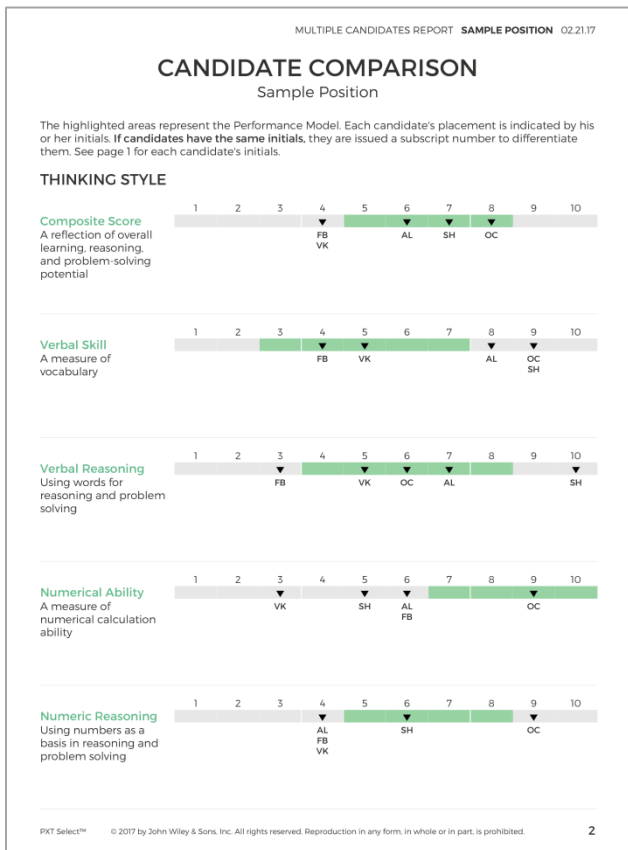 MULTIPLE CANDIDATES REPORT SAMPLE POSITION 02.21.17
CANDIDATE COMPARISON
Sample Position
The highlighted areas represent the Performance Model. Each candidate's placement is indicated by his
or her initials. If candidates have the same initials, they are issued a subscript number to differentiate
them. See page 1 for each candidate's initials.
THINKING STYLE
1 2 3 4 5 6 7 8 9 10
Composite Score
A reflection of overall
learning, reasoning,
and problem-solving
potential
FB AL SH OC
VK
1 2 3 4 5 6 7 8 9 10
Verbal Skill
A measure of
vocabulary
FB VK AL OC
SH
1 2 3 4 5 6 7 8 9 10
Verbal Reasoning
Using words for
reasoning and problem
solving
FB VK OC AL SH
1 2 3 4 5 6 7 8 9 10
Numerical Ability
A measure of
numerical calculation
ability
VK SH AL OC
FB
1 2 3 4 5 6 7 8 9 10
Numeric Reasoning
Using numbers as a
basis in reasoning and
problem solving
AL SH OC
FB
VK
PXT Select™ © 2017 by John Wiley & Sons, Inc. All rights reserved. Reproduction in any form, in whole or in part, is prohibited. 2